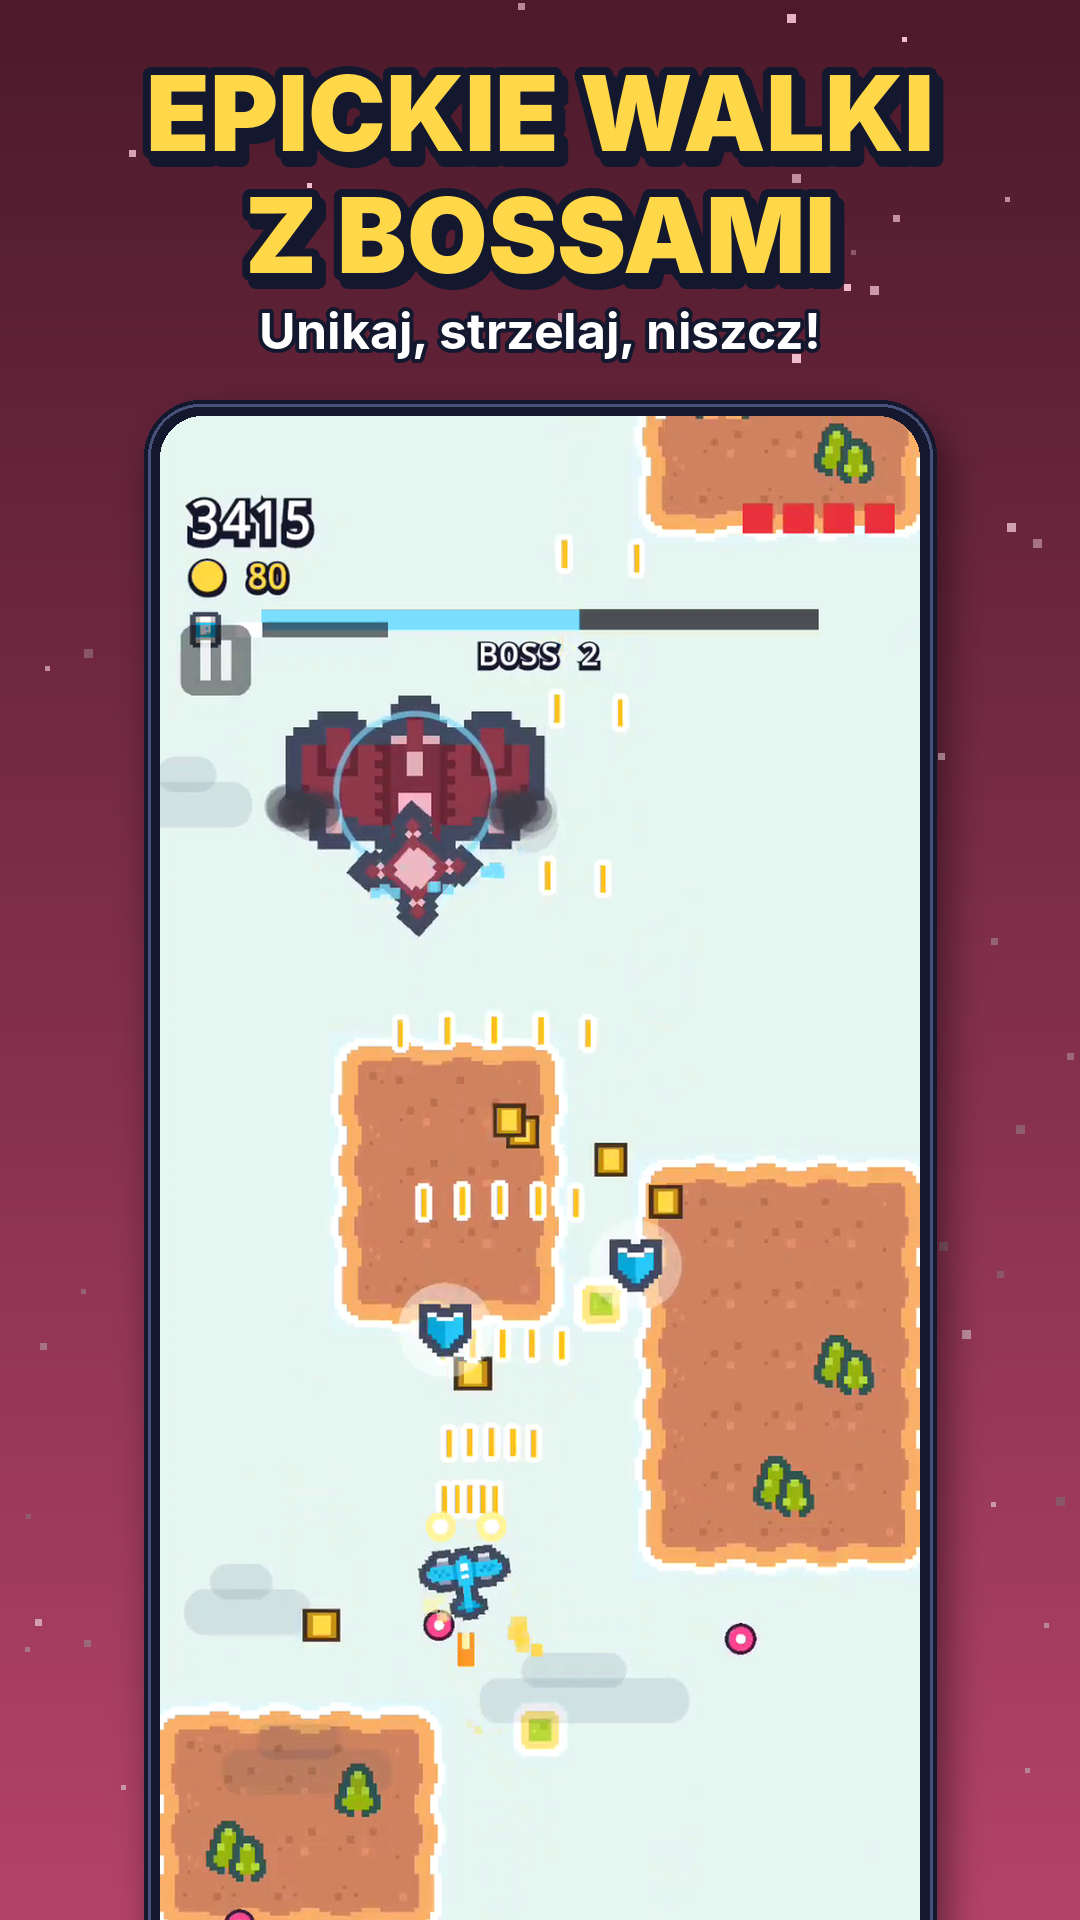 EPICKIE WALKI
Z BOSSAMI
Unikaj, strzelaj, niszcz!
3415
80
BOSS 2